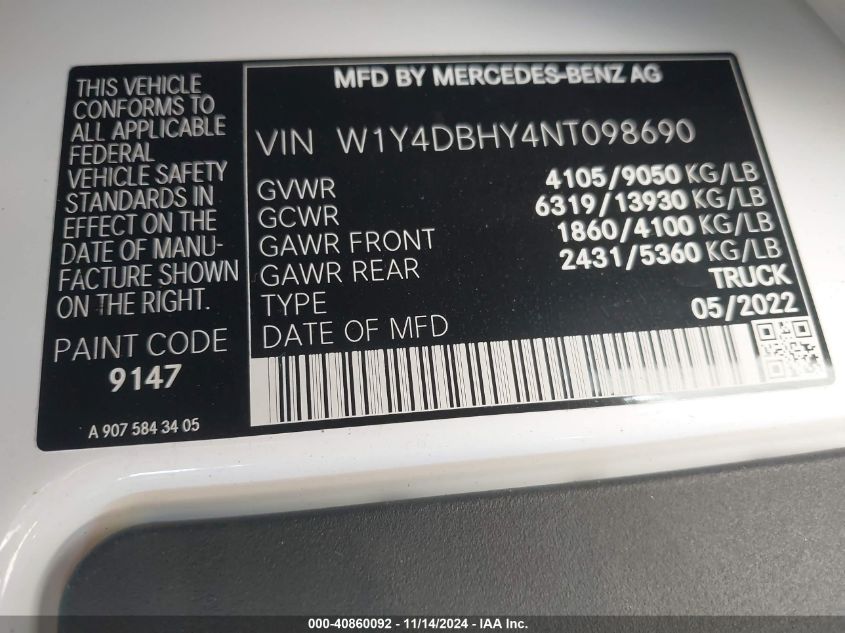 MFD BY MERCEDES-BENZ AG
THIS VEHICLE
CONFORMS TO
ALL APPLICABLE
FEDERAL
VEHICLE SAFETY
STANDARDS IN
EFFECT ON THE
DATE OF MANU-
FACTURE SHOWN
ON THE RIGHT.
PAINT CODE
9147
A 907 584 34 05
VIN W1Y4DBHY4NT098690
GVWR 4105/9050 KG/LB
GCWR 6319/13930 KG/LB
GAWR FRONT 1860/4100 KG/LB
GAWR REAR 2431/5360 KG/LB
TYPE TRUCK
DATE OF MFD 05/2022
000-40860092 - 11/14/2024 - IAA Inc.